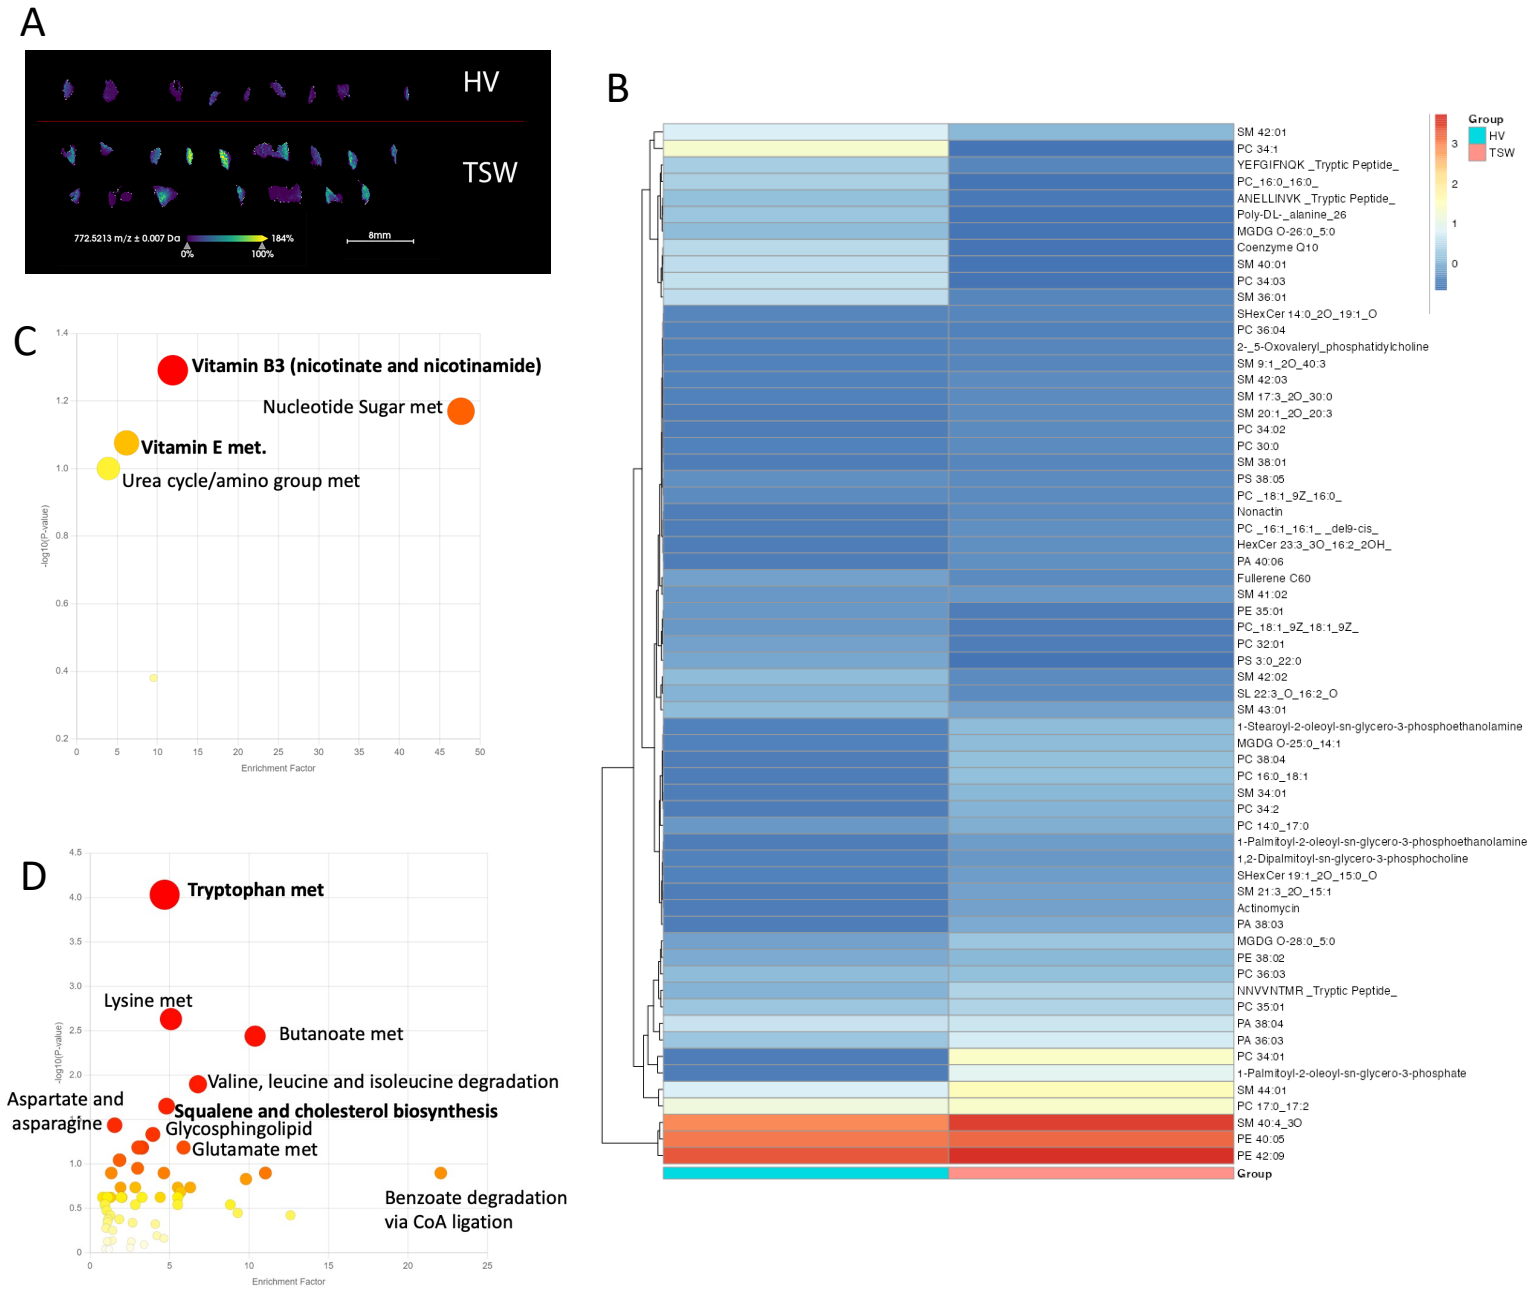 A
HV
TSW
772.5213 m/z ± 0.007 Da
184%
0%
100%
8mm
B
SM 42:01
PC 34:1
YEFGIFNQK _Tryptic Peptide_
PC_16:0_16:0_
ANELLINVK _Tryptic Peptide_
Poly-DL-_alanine_26
MGDG O-26:0_5:0
Coenzyme Q10
SM 40:01
PC 34:03
SM 36:01
SHexCer 14:0_2O_19:1_O
PC 36:04
2-_5-Oxovaleryl_phosphatidylcholine
SM 9:1_2O_40:3
SM 42:03
SM 17:3_2O_30:0
SM 20:1_2O_20:3
PC 34:02
PC 30:0
SM 38:01
PS 38:05
PC _18:1_9Z_16:0_
Nonactin
PC _16:1_16:1_ _del9-cis_
HexCer 23:3_3O_16:2_2OH_
PA 40:06
Fullerene C60
SM 41:02
PE 35:01
PC_18:1_9Z_18:1_9Z_
PC 32:01
PS 3:0_22:0
SM 42:02
SL 22:3_O_16:2_O
SM 43:01
1-Stearoyl-2-oleoyl-sn-glycero-3-phosphoethanolamine
MGDG O-25:0_14:1
PC 38:04
PC 16:0_18:1
SM 34:01
PC 34:2
PC 14:0_17:0
1-Palmitoyl-2-oleoyl-sn-glycero-3-phosphoethanolamine
1,2-Dipalmitoyl-sn-glycero-3-phosphocholine
SHexCer 19:1_2O_15:0_O
SM 21:3_2O_15:1
Actinomycin
PA 38:03
MGDG O-28:0_5:0
PE 38:02
PC 36:03
NNVVNTMR _Tryptic Peptide_
PC 35:01
PA 38:04
PA 36:03
PC 34:01
1-Palmitoyl-2-oleoyl-sn-glycero-3-phosphate
SM 44:01
PC 17:0_17:2
SM 40:4_3O
PE 40:05
PE 42:09
Group
3
2
1
0
Group
HV
TSW
C
1.4
1.2
1.0
0.8
0.6
0.4
0.2
-log10(P-value)
Vitamin B3 (nicotinate and nicotinamide)
Nucleotide Sugar met
Vitamin E met.
Urea cycle/amino group met
0 5 10 15 20 25 30 35 40 45 50
Enrichment Factor
D
4.5
4.0
3.5
3.0
2.5
2.0
1.5
1.0
0.5
0
-log10(P-value)
Tryptophan met
Lysine met
Butanoate met
Valine, leucine and isoleucine degradation
Aspartate and
asparagine
Squalene and cholesterol biosynthesis
Glycosphingolipid
Glutamate met
Benzoate degradation
via CoA ligation
0 5 10 15 20 25
Enrichment Factor